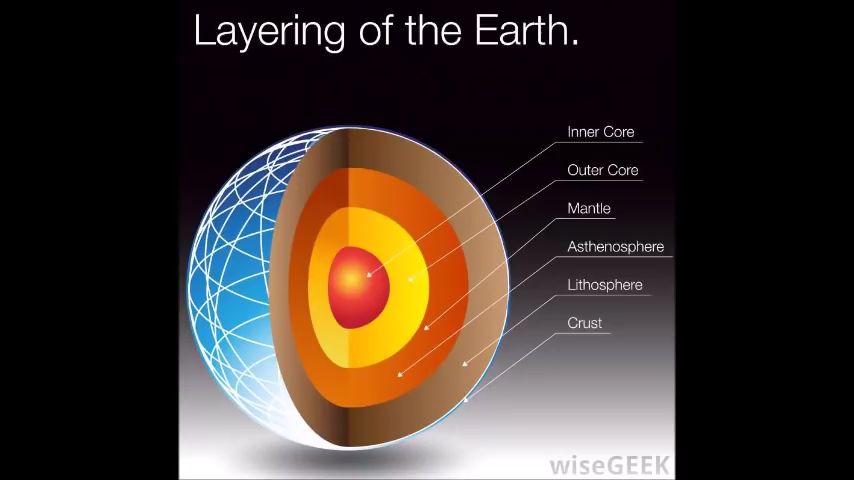 Layering of the Earth.
Inner Core
Outer Core
Mantle
Asthenosphere
Lithosphere
Crust
wiseGEEK